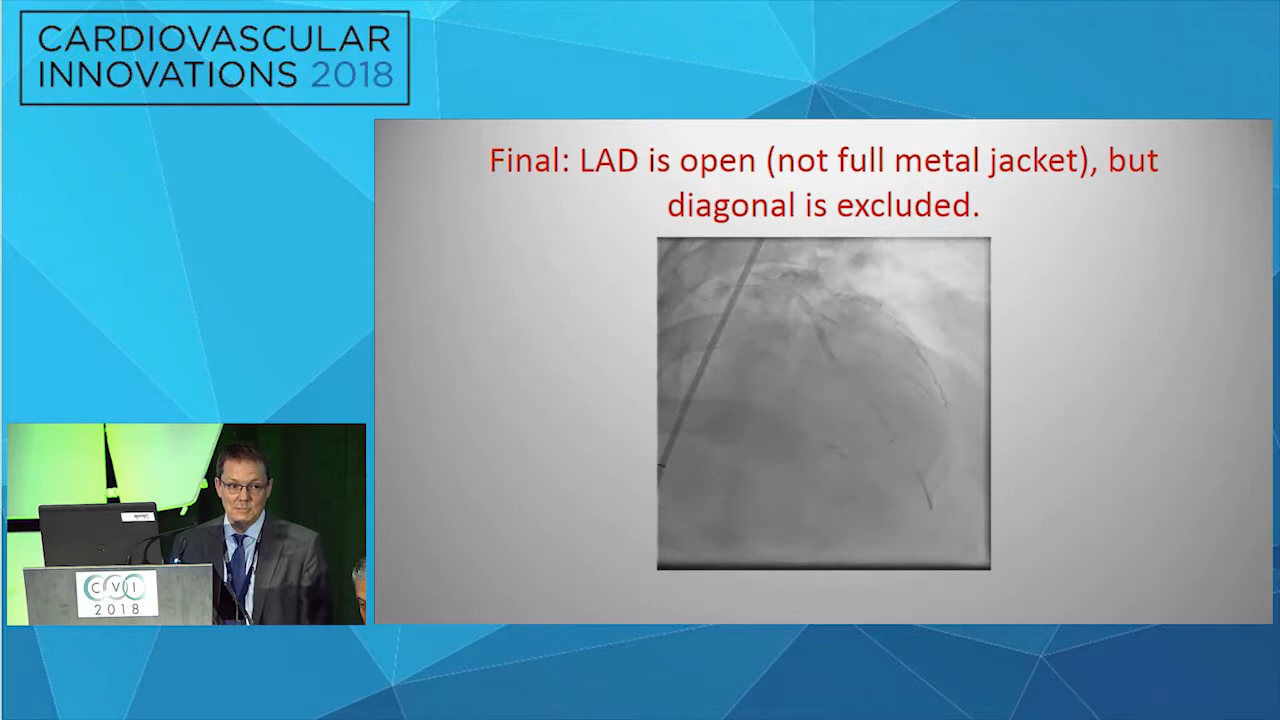 CARDIOVASCULAR
INNOVATIONS 2018
Final: LAD is open (not full metal jacket), but
diagonal is excluded.
CVI
2018